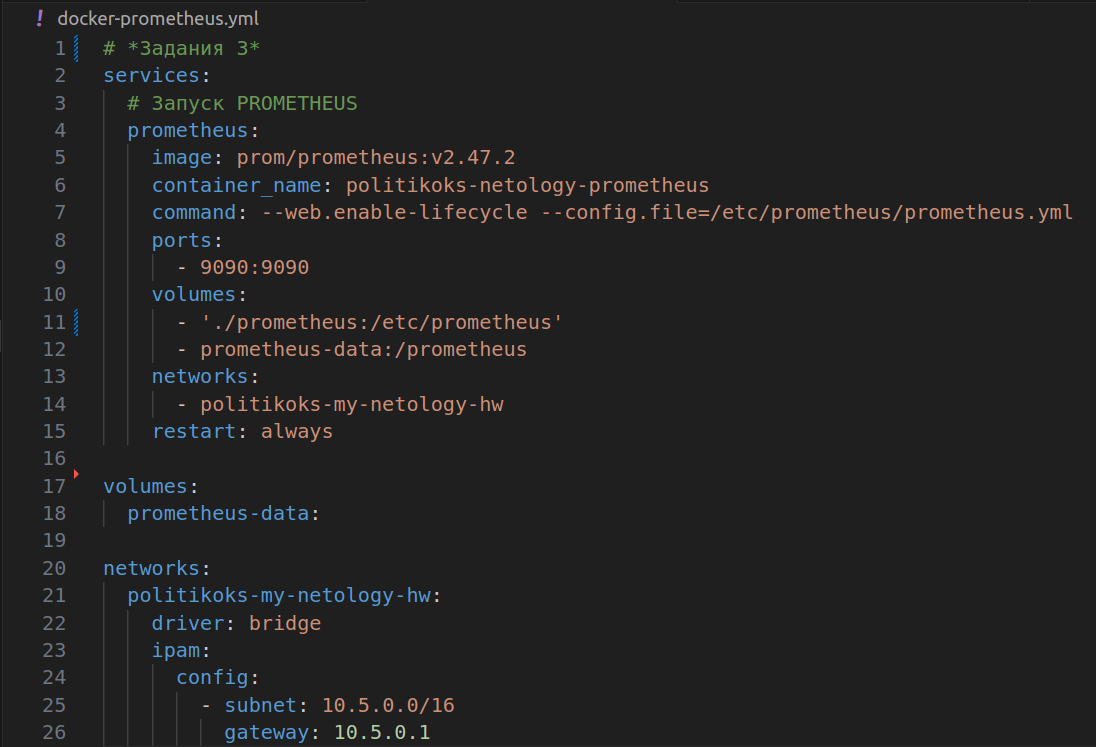 ! docker-prometheus.yml
1 # *Задания 3*
2 services:
3 # Запуск PROMETHEUS
4 prometheus:
5 image: prom/prometheus:v2.47.2
6 container_name: politikoks-netology-prometheus
7 command: --web.enable-lifecycle --config.file=/etc/prometheus/prometheus.yml
8 ports:
9 - 9090:9090
10 volumes:
11 - './prometheus:/etc/prometheus'
12 - prometheus-data:/prometheus
13 networks:
14 - politikoks-my-netology-hw
15 restart: always
16
17 volumes:
18 prometheus-data:
19
20 networks:
21 politikoks-my-netology-hw:
22 driver: bridge
23 ipam:
24 config:
25 - subnet: 10.5.0.0/16
26 gateway: 10.5.0.1